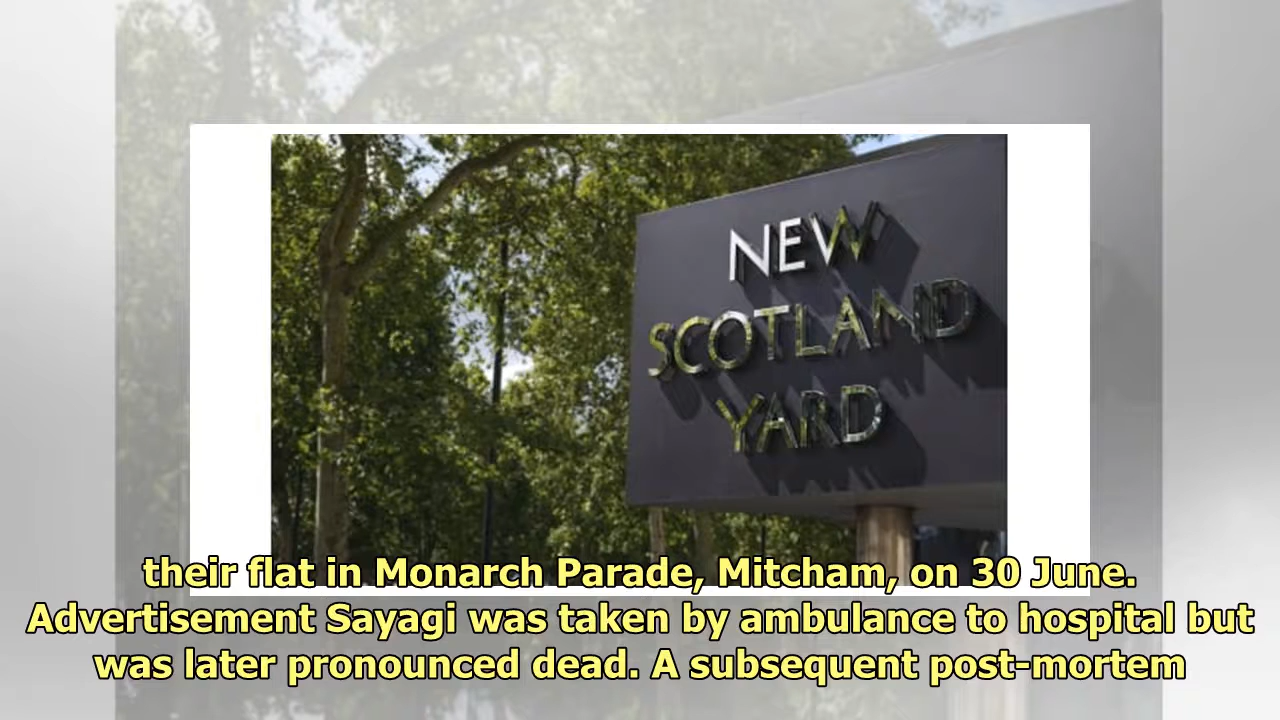 NEW
SCOTLAND
YARD
their flat in Monarch Parade, Mitcham, on 30 June.
Advertisement Sayagi was taken by ambulance to hospital but
was later pronounced dead. A subsequent post-mortem